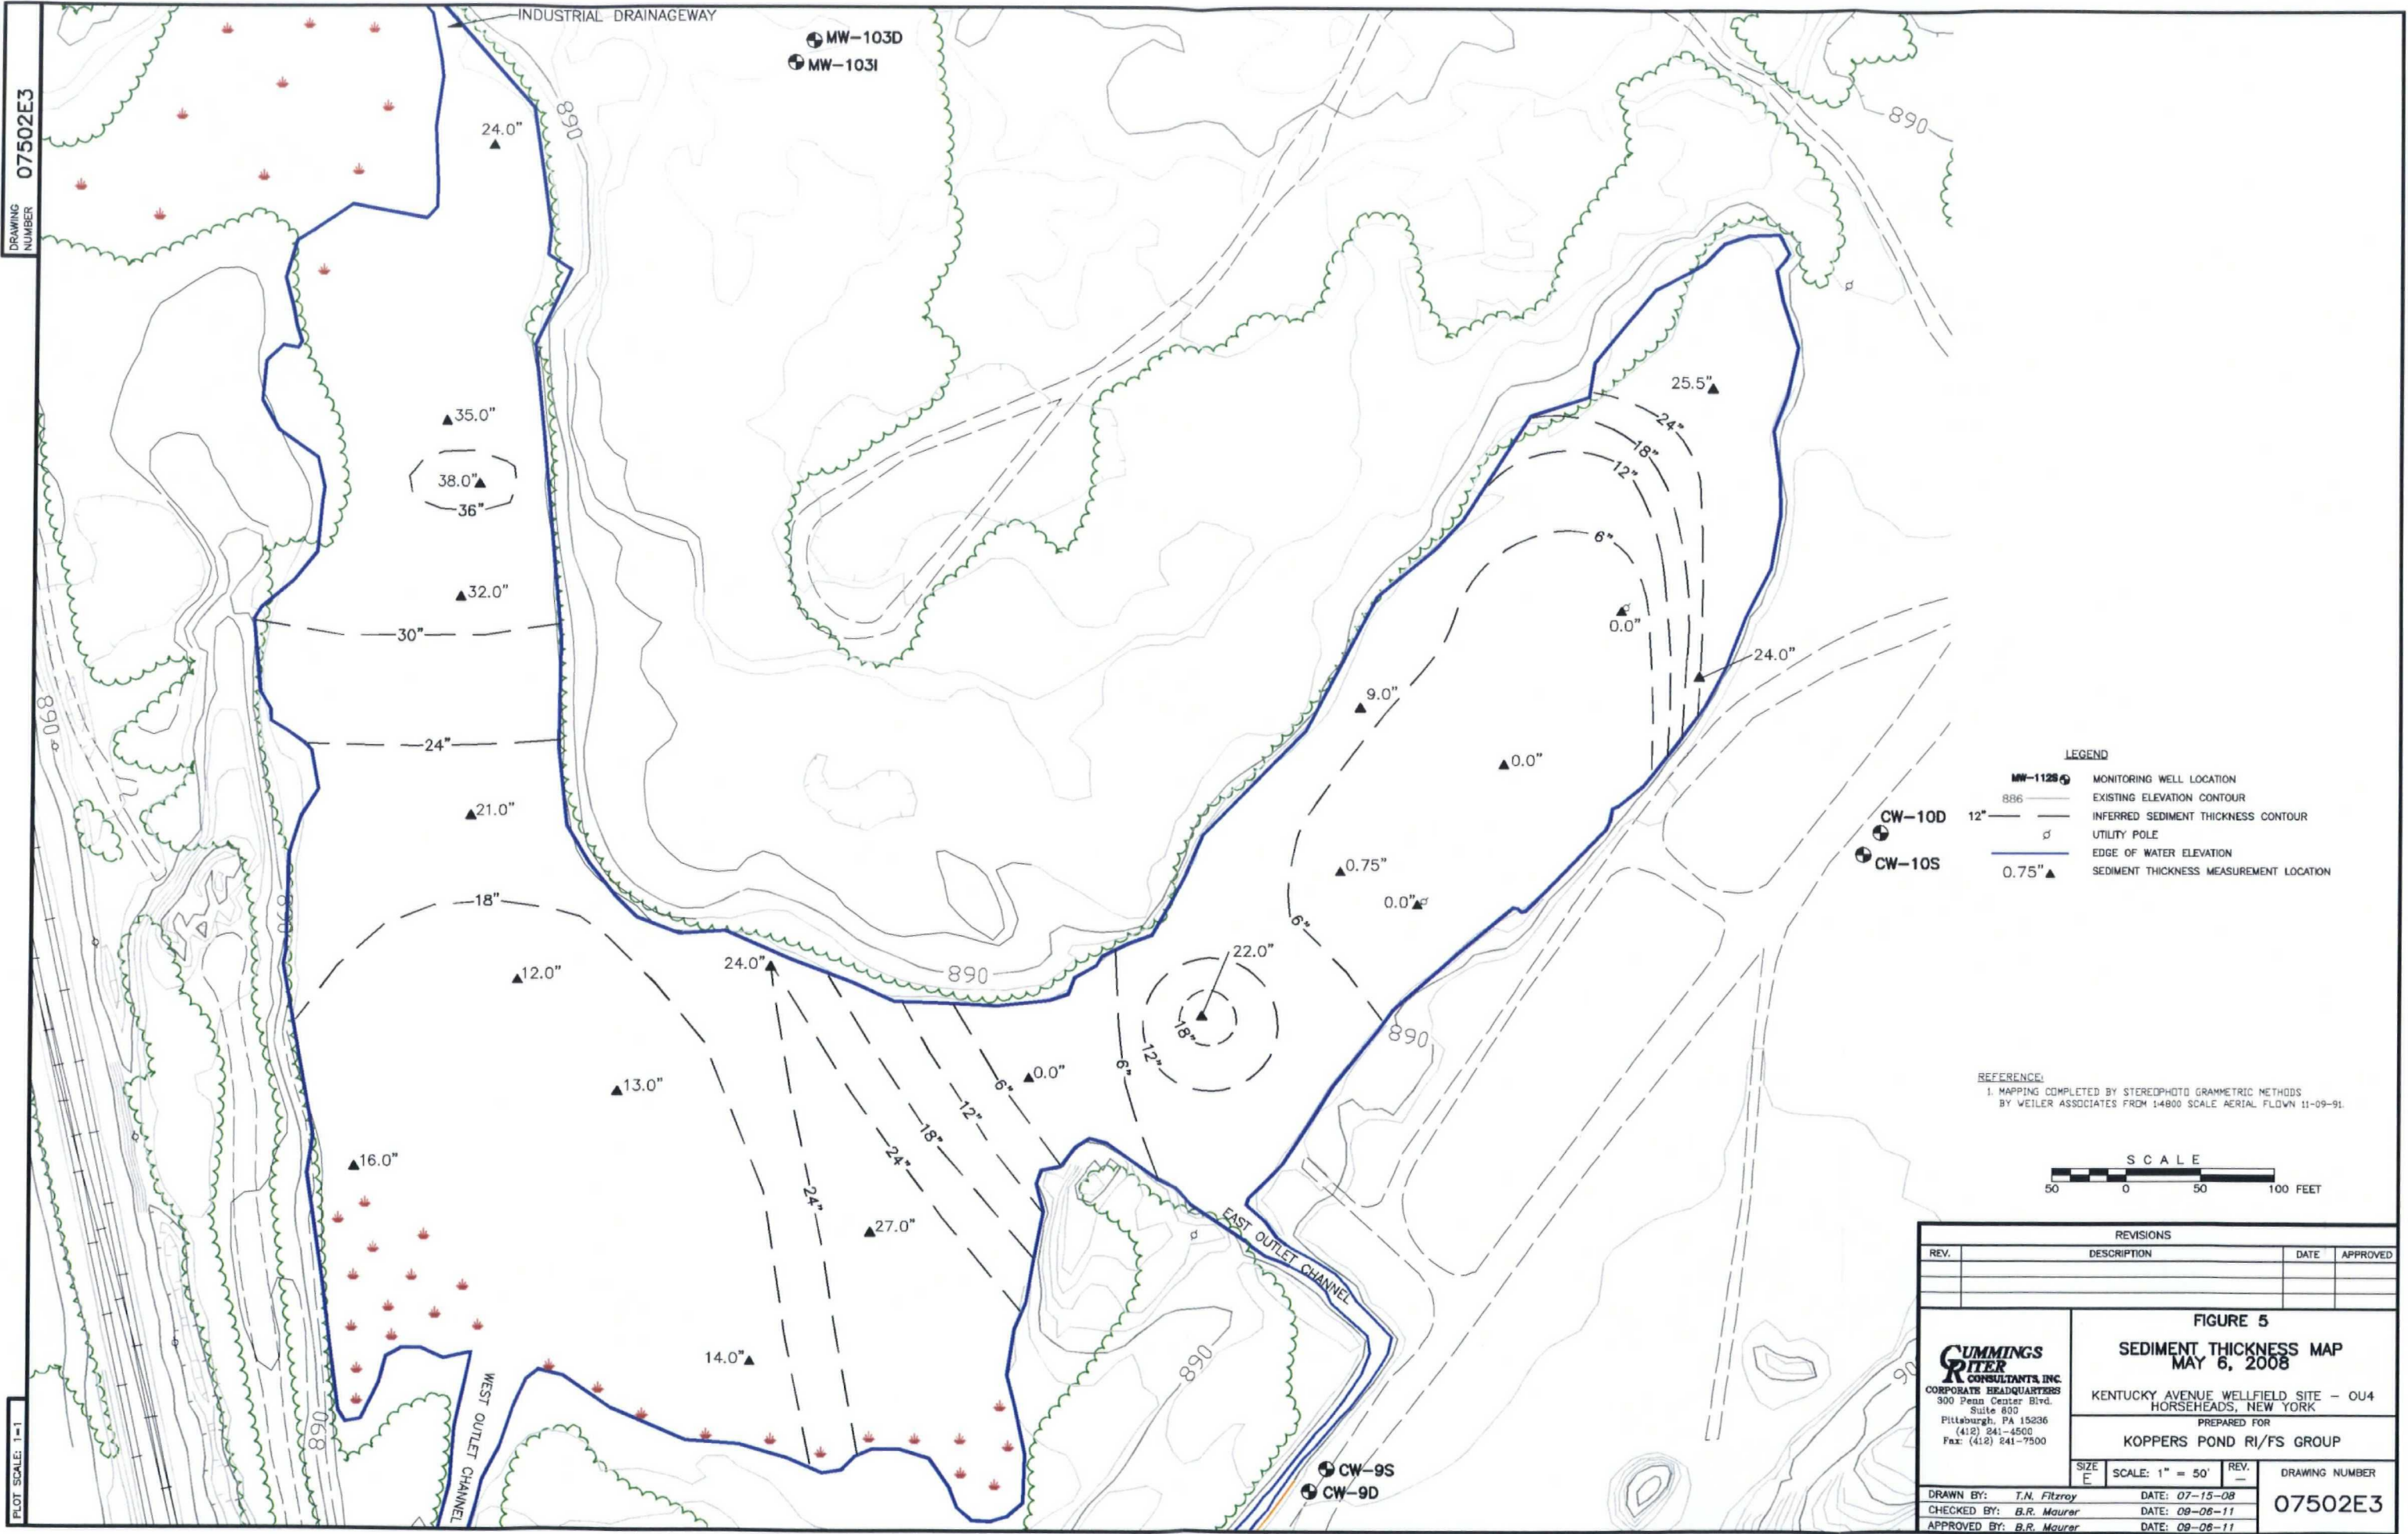 INDUSTRIAL DRAINAGEWAY
MW-103D
MW-103I
DRAWING
NUMBER 07502E3
890
890
24.0"
25.5"
24"
18"
12"
35.0"
38.0"
36"
6"
32.0"
0.0"
30"
24.0"
9.0"
890
24"
0.0"
21.0"
0.75"
0.0"
18"
890
6"
12.0"
24.0"
890
22.0"
18"
12"
6"
890
13.0"
0.0"
6"
12"
18"
24"
16.0"
24"
27.0"
EAST OUTLET CHANNEL
14.0"
890
WEST OUTLET CHANNEL
890
90
CW-9S
CW-9D
CW-10D
CW-10S
LEGEND
MW-112S MONITORING WELL LOCATION
886 EXISTING ELEVATION CONTOUR
12" INFERRED SEDIMENT THICKNESS CONTOUR
UTILITY POLE
EDGE OF WATER ELEVATION
0.75" SEDIMENT THICKNESS MEASUREMENT LOCATION
REFERENCE:
1. MAPPING COMPLETED BY STEREOPHOTO GRAMMETRIC METHODS
BY WEILER ASSOCIATES FROM 1:4800 SCALE AERIAL FLOWN 11-09-91.
SCALE
50 0 50 100 FEET
REVISIONS
REV. DESCRIPTION DATE APPROVED
CUMMINGS
RITER
CONSULTANTS, INC.
CORPORATE HEADQUARTERS
300 Penn Center Blvd.
Suite 800
Pittsburgh, PA 15236
(412) 241-4500
Fax: (412) 241-7500
FIGURE 5
SEDIMENT THICKNESS MAP
MAY 6, 2008
KENTUCKY AVENUE WELLFIELD SITE - OU4
HORSEHEADS, NEW YORK
PREPARED FOR
KOPPERS POND RI/FS GROUP
SIZE
E
SCALE: 1" = 50'
REV.
—
DRAWING NUMBER
07502E3
DRAWN BY: T.N. Fitzroy DATE: 07-15-08
CHECKED BY: B.R. Maurer DATE: 09-06-11
APPROVED BY: B.R. Maurer DATE: 09-06-11
PLOT SCALE: 1=1